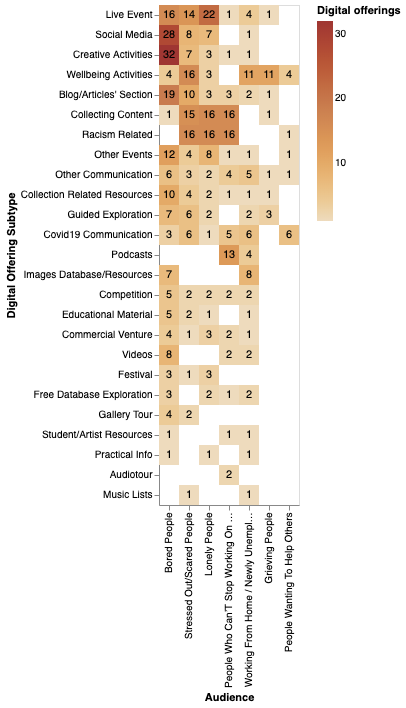 Digital offerings
30
20
10
Digital Offering Subtype
Live Event 16 14 22 1 4 1
Social Media 28 8 7 1
Creative Activities 32 7 3 1 1
Wellbeing Activities 4 16 3 11 11 4
Blog/Articles' Section 19 10 3 3 2 1
Collecting Content 1 15 16 16 1
Racism Related 16 16 16 1
Other Events 12 4 8 1 1 1
Other Communication 6 3 2 4 5 1 1
Collection Related Resources 10 4 2 1 1 1
Guided Exploration 7 6 2 2 3
Covid19 Communication 3 6 1 5 6 6
Podcasts 13 4
Images Database/Resources 7 8
Competition 5 2 2 2 2
Educational Material 5 2 1 1
Commercial Venture 4 1 3 2 1
Videos 8 2 2
Festival 3 1 3
Free Database Exploration 3 2 1 2
Gallery Tour 4 2
Student/Artist Resources 1 1 1
Practical Info 1 1 1
Audiotour 2
Music Lists 1 1
Bored People
Stressed Out/Scared People
Lonely People
People Who Can'T Stop Working On ...
Working From Home / Newly Unempl...
Grieving People
People Wanting To Help Others
Audience